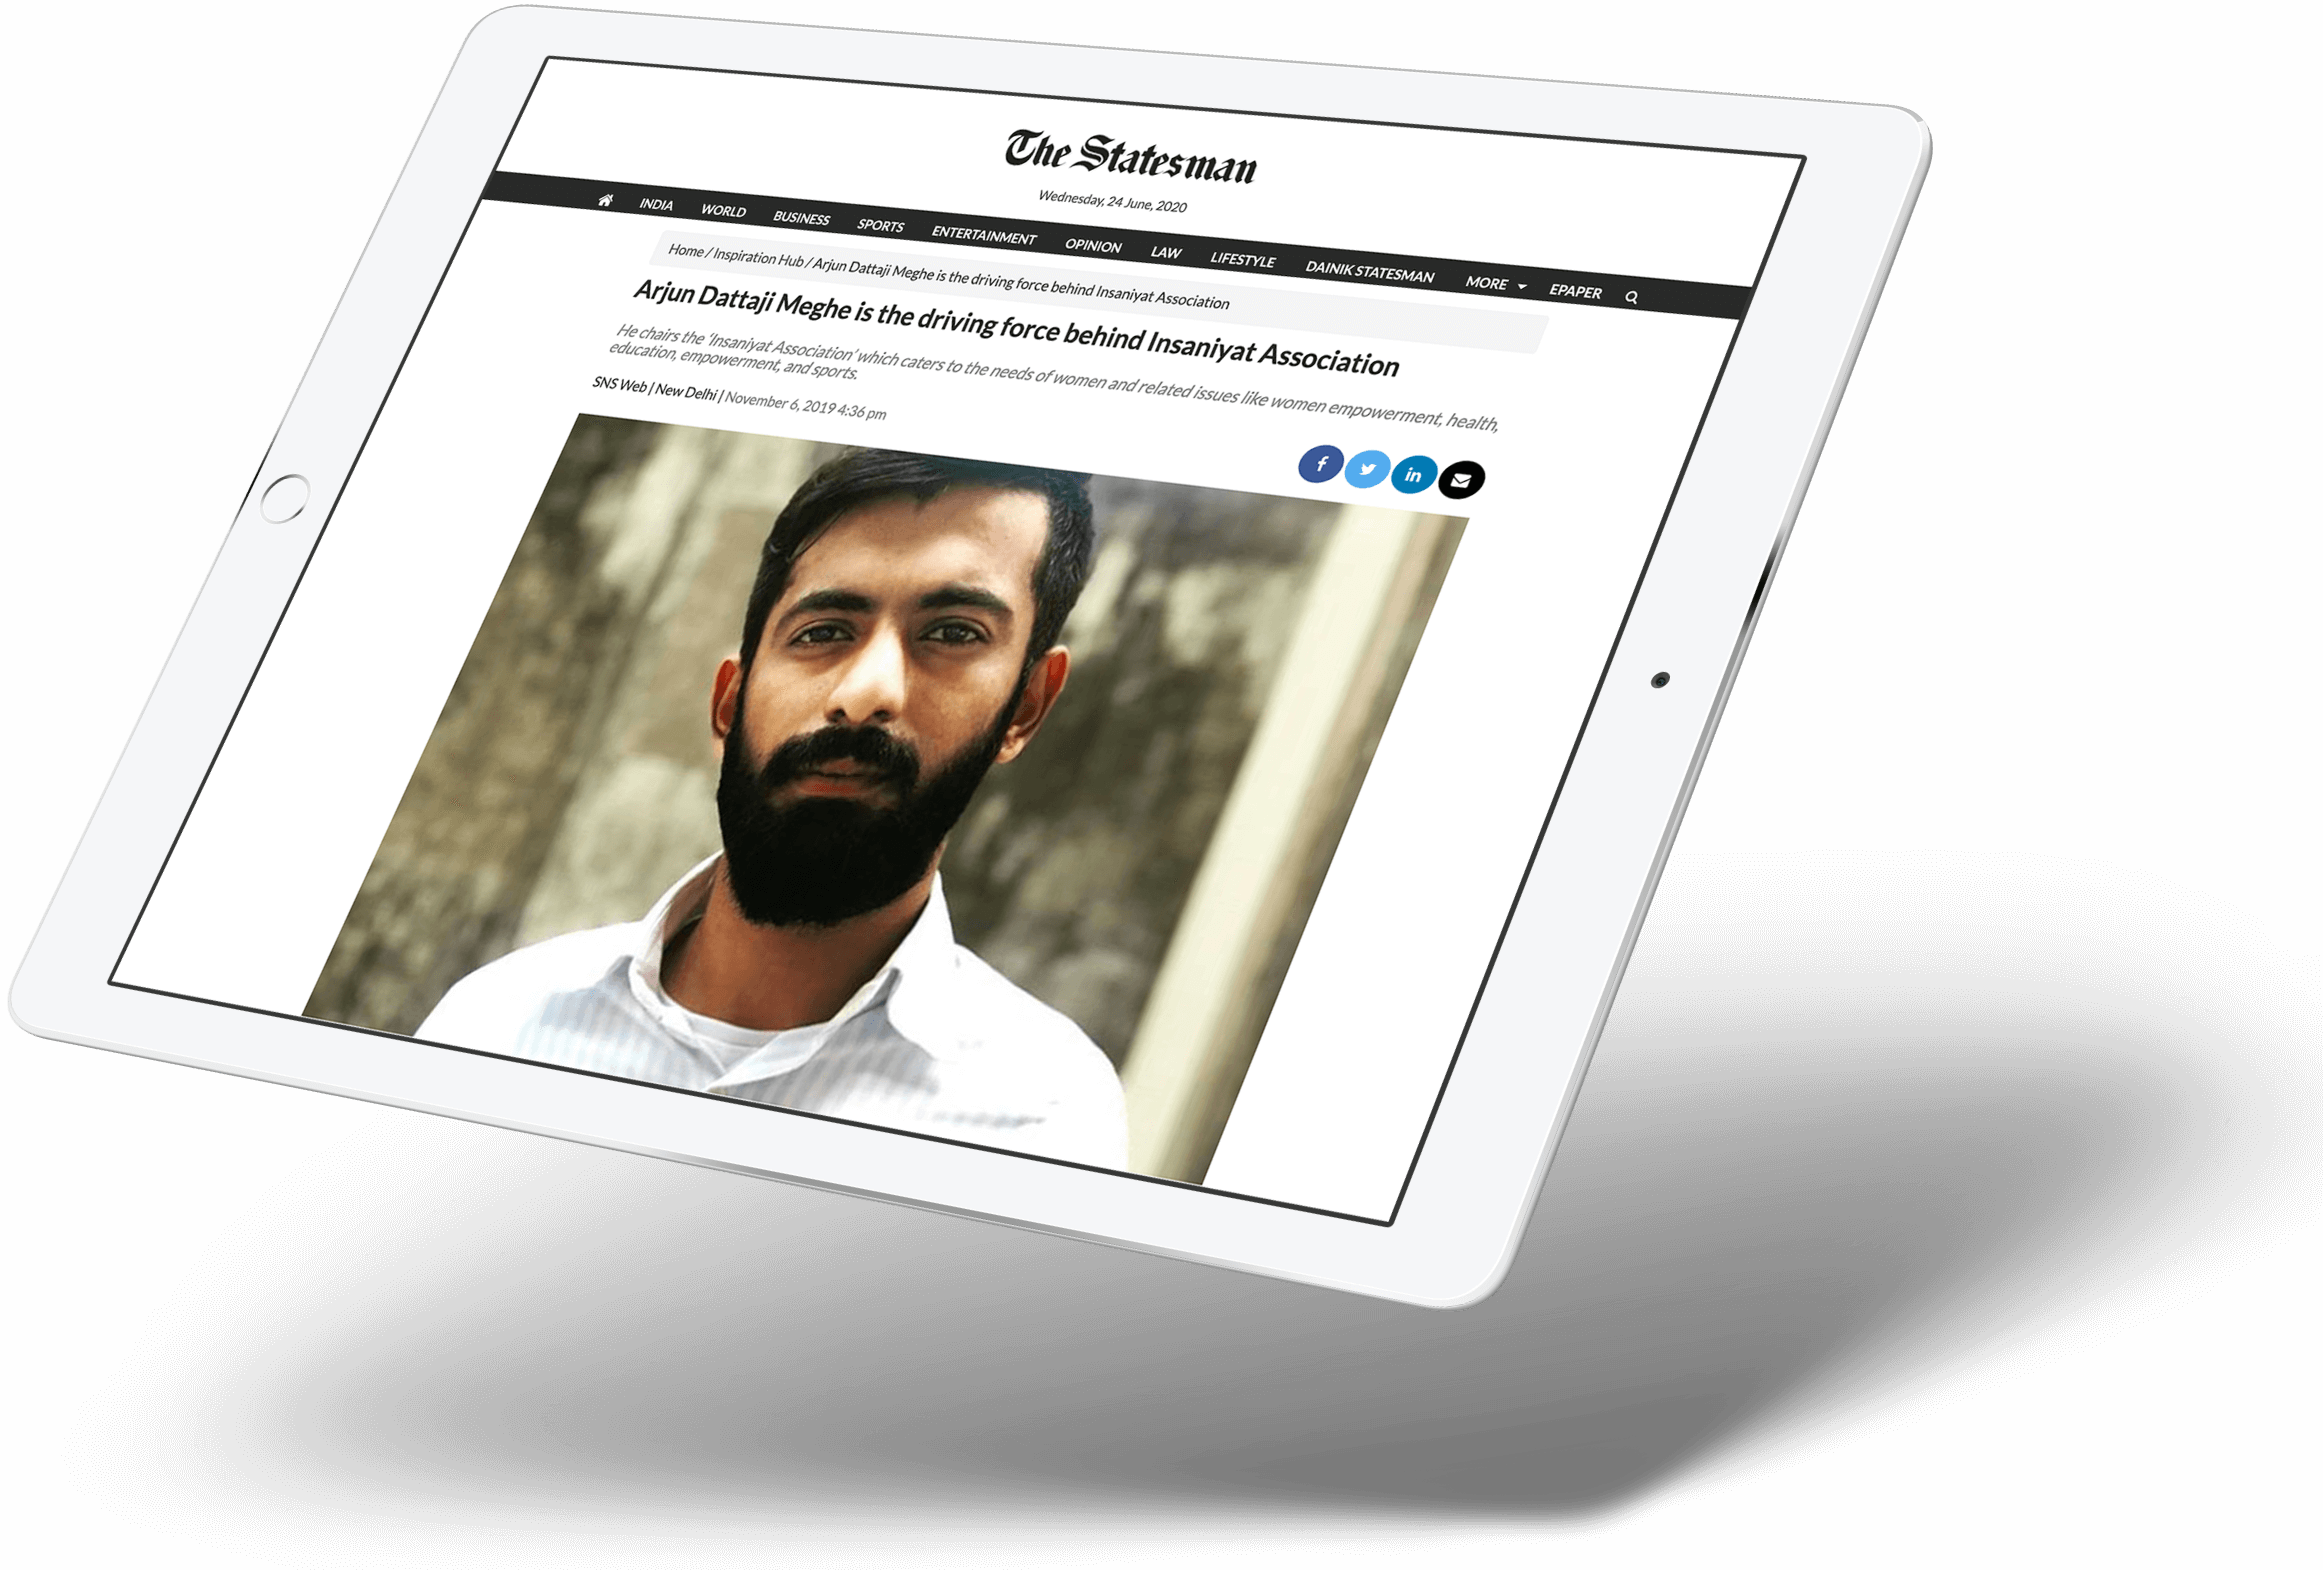 The Statesman
Wednesday, 24 June, 2020
INDIA WORLD BUSINESS SPORTS ENTERTAINMENT OPINION LAW LIFESTYLE DAINIK STATESMAN MORE EPAPER
Home / Inspiration Hub / Arjun Dattaji Meghe is the driving force behind Insaniyat Association
Arjun Dattaji Meghe is the driving force behind Insaniyat Association
He chairs the ‘Insaniyat Association’ which caters to the needs of women and related issues like women empowerment, health,
education, empowerment, and sports.
SNS Web | New Delhi | November 6, 2019 4:36 pm
f
in